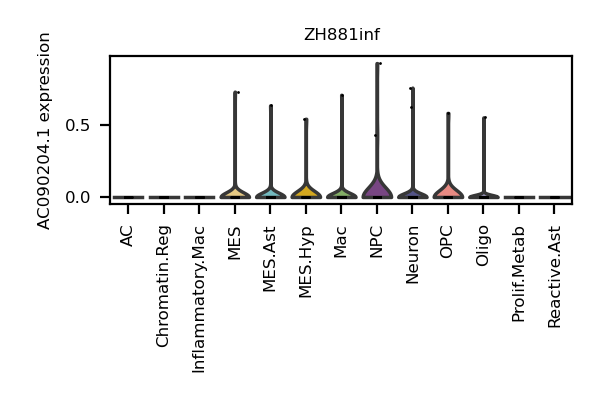 ZH881inf
AC090204.1 expression
0.5
0.0
AC
Chromatin.Reg
Inflammatory.Mac
MES
MES.Ast
MES.Hyp
Mac
NPC
Neuron
OPC
Oligo
Prolif.Metab
Reactive.Ast